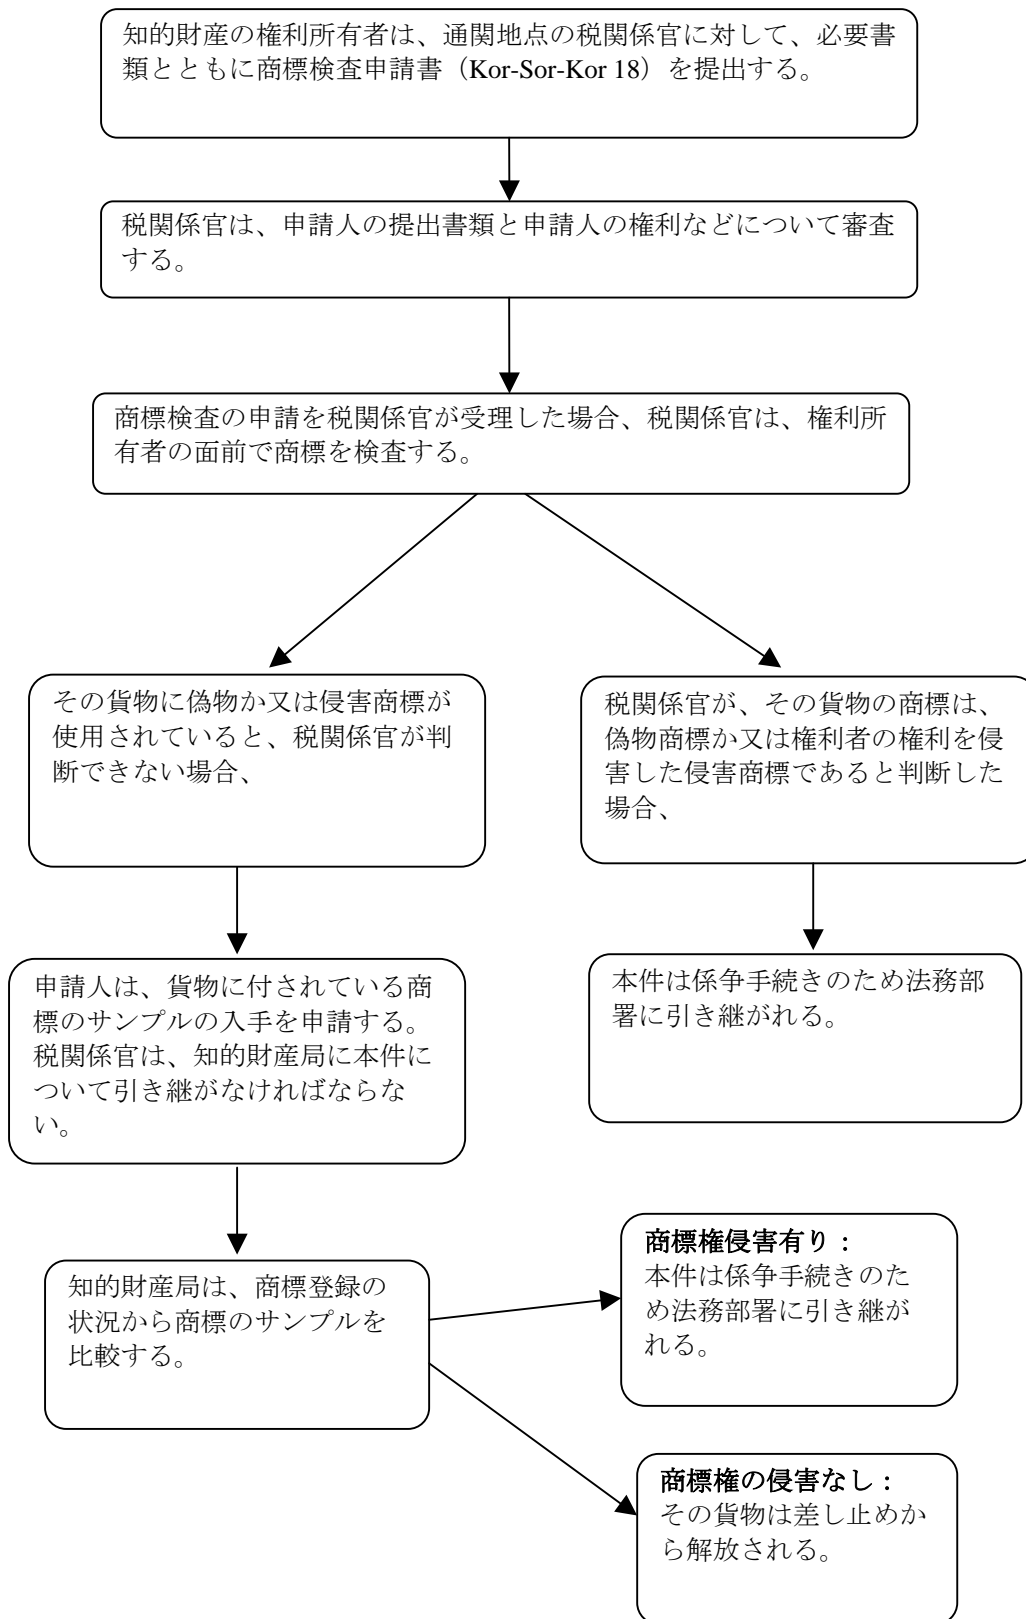 知的財産の権利所有者は、通関地点の税関係官に対して、必要書
類とともに商標検査申請書（Kor-Sor-Kor 18）を提出する。
税関係官は、申請人の提出書類と申請人の権利などについて審査
する。
商標検査の申請を税関係官が受理した場合、税関係官は、権利所
有者の面前で商標を検査する。
その貨物に偽物か又は侵害商標が
使用されていると、税関係官が判
断できない場合、
税関係官が、その貨物の商標は、
偽物商標か又は権利者の権利を侵
害した侵害商標であると判断した
場合、
申請人は、貨物に付されている商
標のサンプルの入手を申請する。
税関係官は、知的財産局に本件に
ついて引き継がなければならな
い。
本件は係争手続きのため法務部
署に引き継がれる。
知的財産局は、商標登録の
状況から商標のサンプルを
比較する。
商標権侵害有り：
本件は係争手続きのた
め法務部署に引き継が
れる。
商標権の侵害なし：
その貨物は差し止めか
ら解放される。